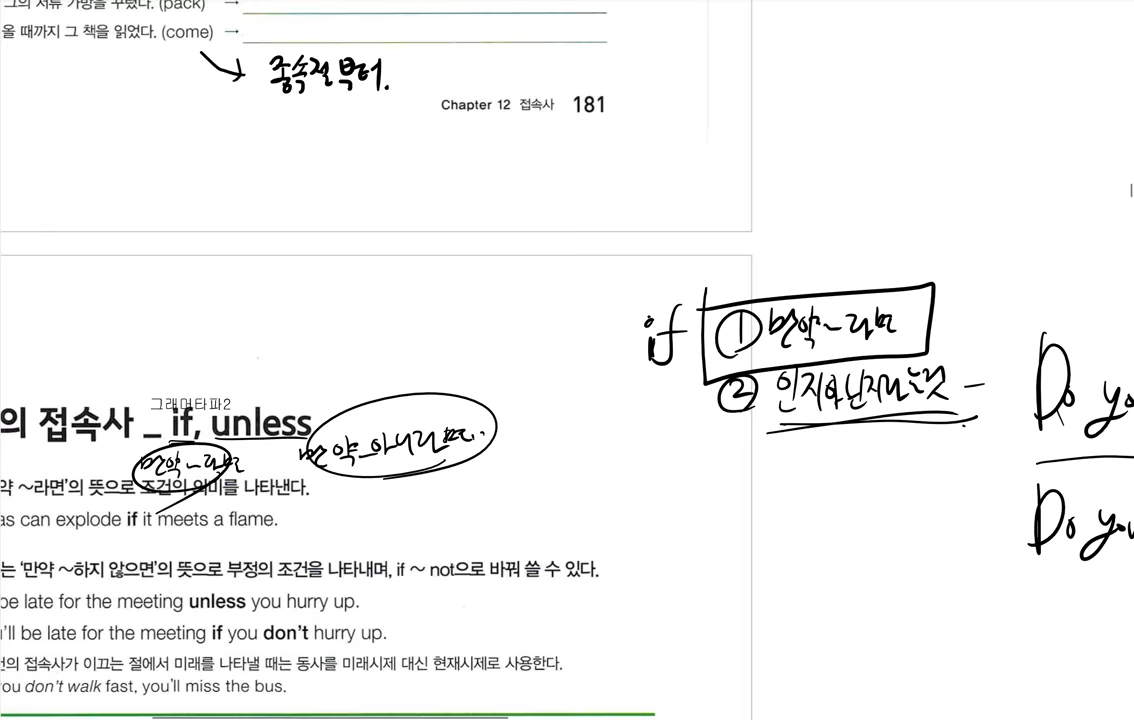 그의 서류 가방을 꾸렸다. (pack) →
올 때까지 그 책을 읽었다. (come) →
종속절부터.
Chapter 12 접속사 181
if ① 만약~라면
② 인지 아닌지라는 것 –
Do yo
Do you
그래머타파2
의 접속사 _ if, unless
만약~라면
만약 ~ 아니라면.
약 ~라면'의 뜻으로 조건의 의미를 나타낸다.
as can explode if it meets a flame.
는 '만약 ~하지 않으면'의 뜻으로 부정의 조건을 나타내며, if ~ not으로 바꿔 쓸 수 있다.
be late for the meeting unless you hurry up.
'll be late for the meeting if you don't hurry up.
건의 접속사가 이끄는 절에서 미래를 나타낼 때는 동사를 미래시제 대신 현재시제로 사용한다.
ou don't walk fast, you'll miss the bus.